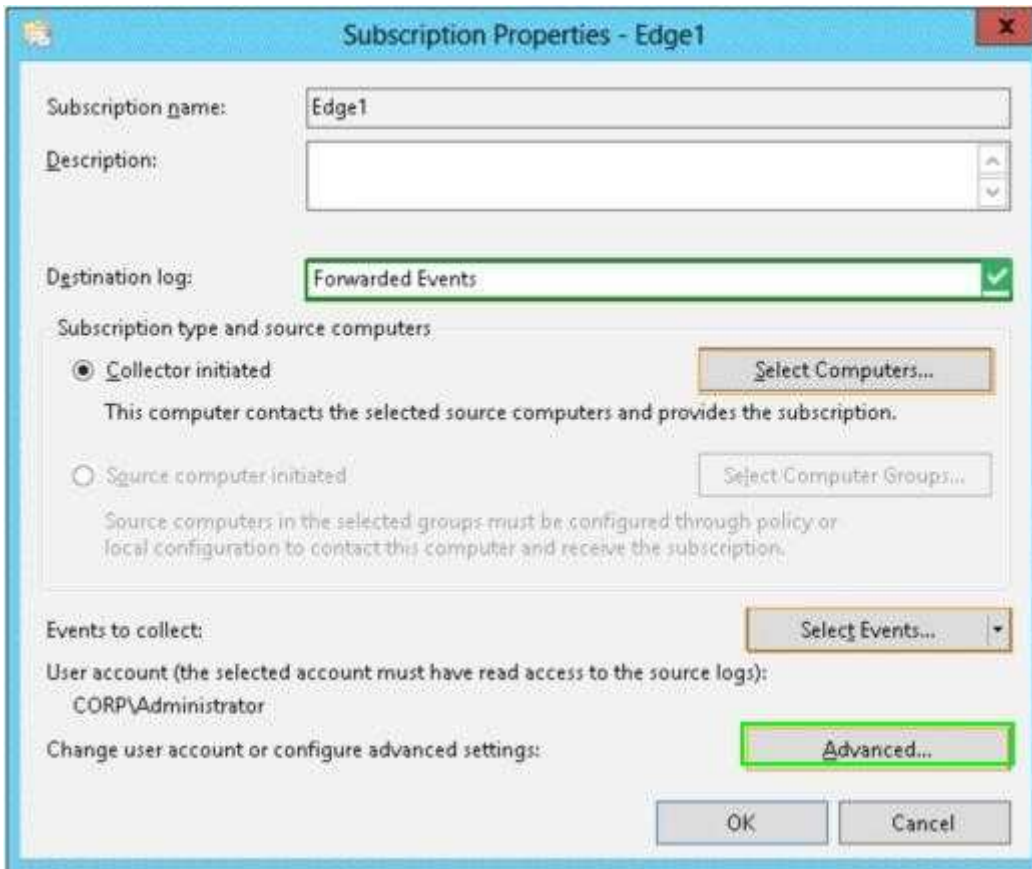 Subscription Properties - Edge1
x
Subscription name: Edge1
Description:
Destination log: Forwarded Events
Subscription type and source computers
Collector initiated Select Computers...
This computer contacts the selected source computers and provides the subscription.
Source computer initiated Select Computer Groups...
Source computers in the selected groups must be configured through policy or
local configuration to contact this computer and receive the subscription.
Events to collect: Select Events...
User account (the selected account must have read access to the source logs):
CORP\Administrator
Change user account or configure advanced settings: Advanced...
OK Cancel